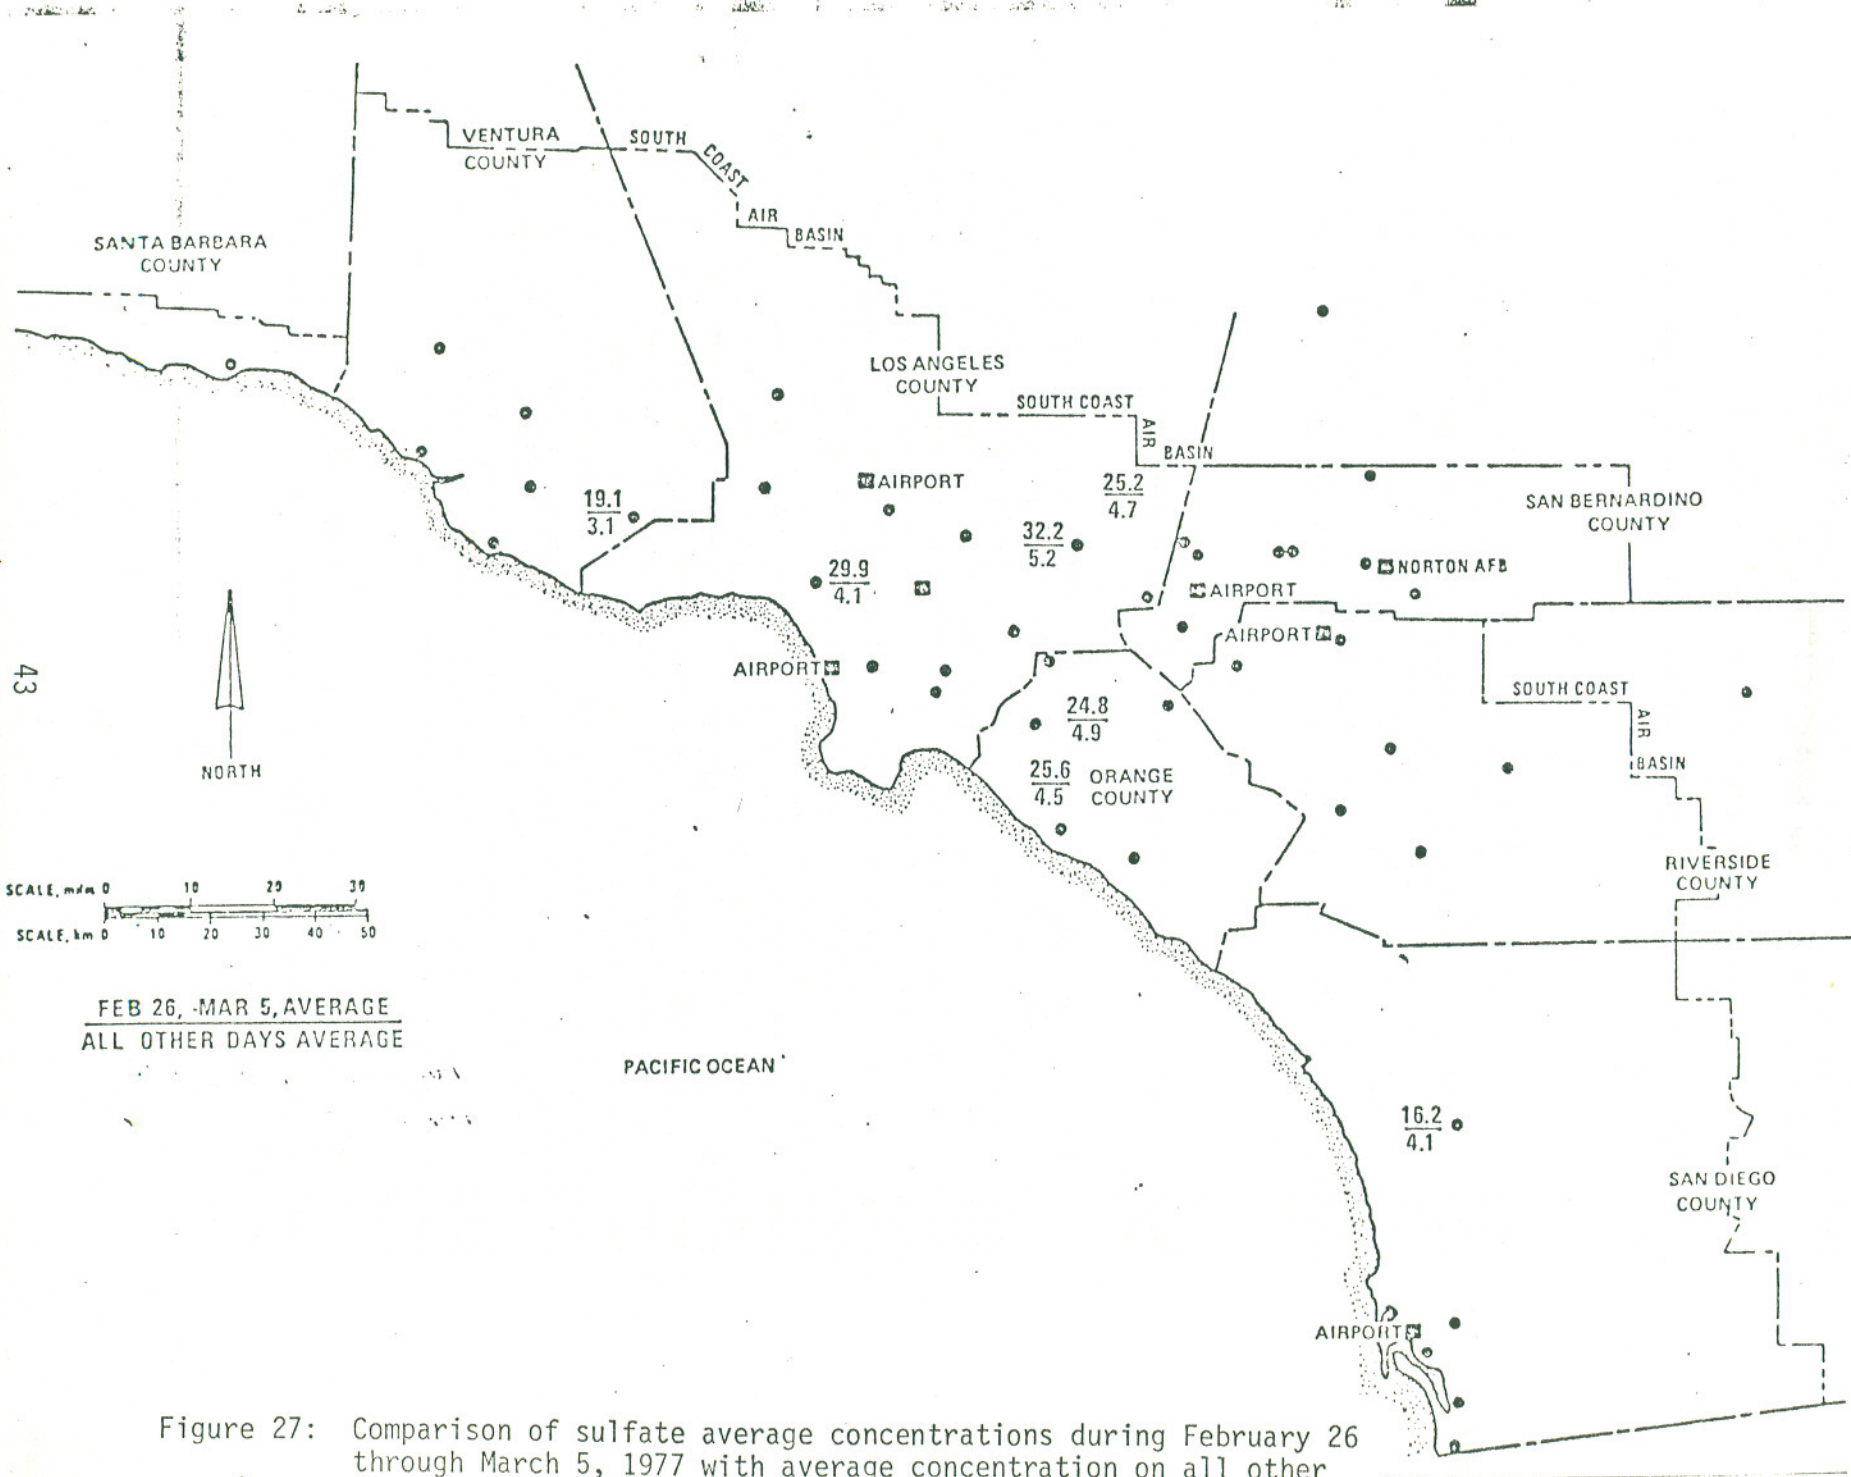 VENTURA
COUNTY
SOUTH
COAST
AIR
BASIN
SANTA BARBARA
COUNTY
LOS ANGELES
COUNTY
SOUTH COAST
AIR
BASIN
AIRPORT
25.2
4.7
SAN BERNARDINO
COUNTY
19.1
3.1
32.2
5.2
29.9
4.1
NORTON AFB
AIRPORT
AIRPORT
AIRPORT
43
SOUTH COAST
AIR
BASIN
24.8
4.9
NORTH
25.6
4.5
ORANGE
COUNTY
RIVERSIDE
COUNTY
SCALE, 0 10 20 30
SCALE, km 0 10 20 30 40 50
FEB 26, -MAR 5, AVERAGE
ALL OTHER DAYS AVERAGE
PACIFIC OCEAN
16.2
4.1
SAN DIEGO
COUNTY
AIRPORT
Figure 27: Comparison of sulfate average concentrations during February 26
through March 5, 1977 with average concentration on all other